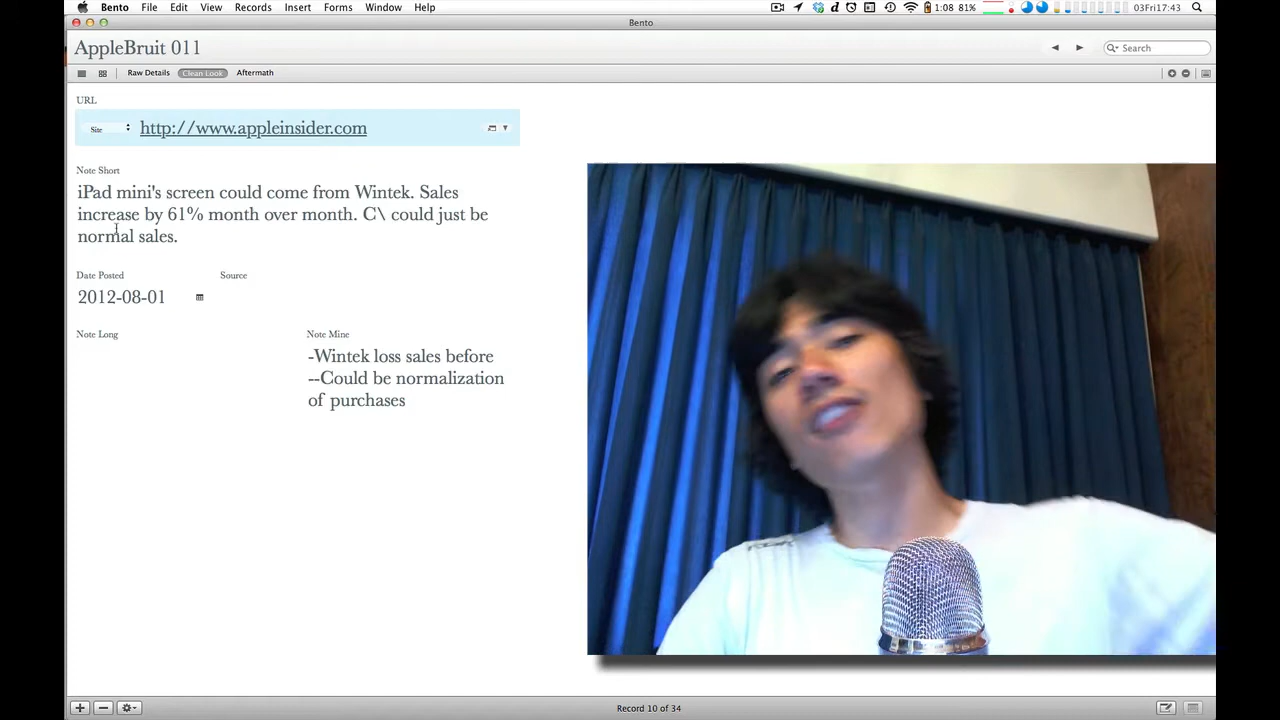 Bento File Edit View Records Insert Forms Window Help
1:08 81% 03Fri17:43
Bento
AppleBruit 011
Search
Raw Details Clean Look Aftermath
URL
Site : http://www.appleinsider.com
Note Short
iPad mini's screen could come from Wintek. Sales
increase by 61% month over month. C\ could just be
normal sales.
Date Posted Source
2012-08-01
Note Long Note Mine
-Wintek loss sales before
--Could be normalization
of purchases
Record 10 of 34